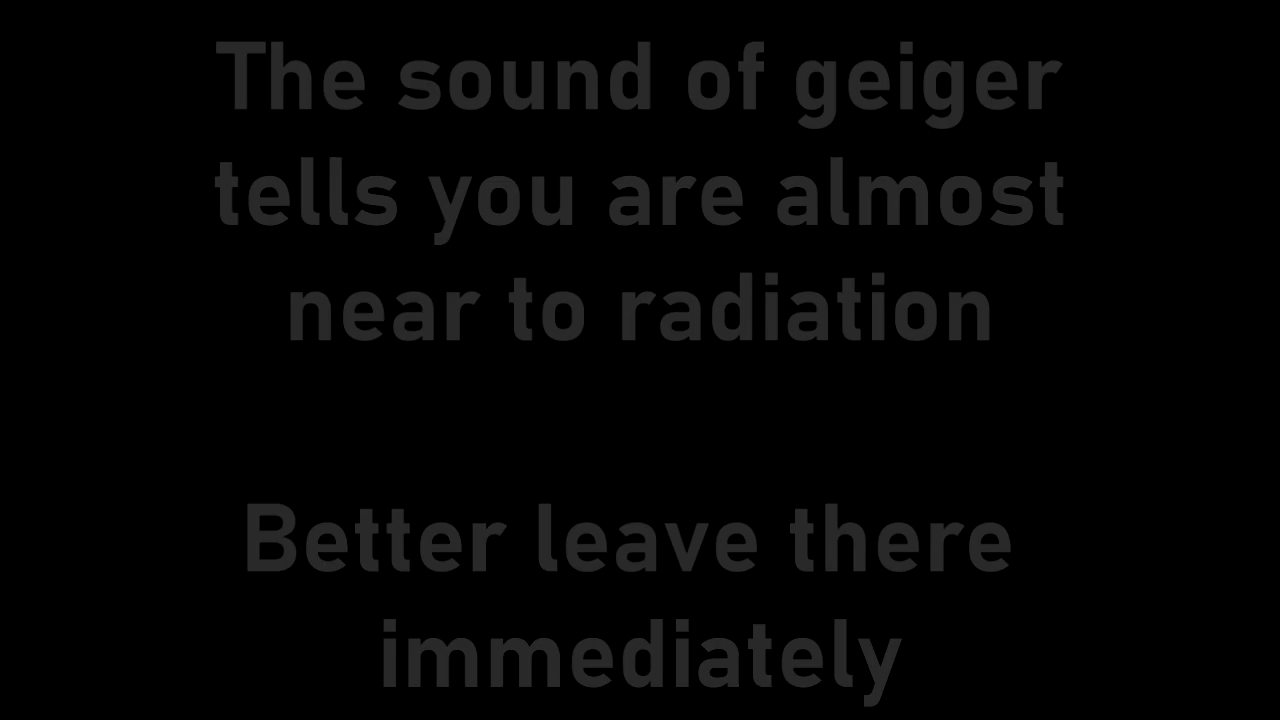 The sound of geiger
tells you are almost
near to radiation
Better leave there
immediately